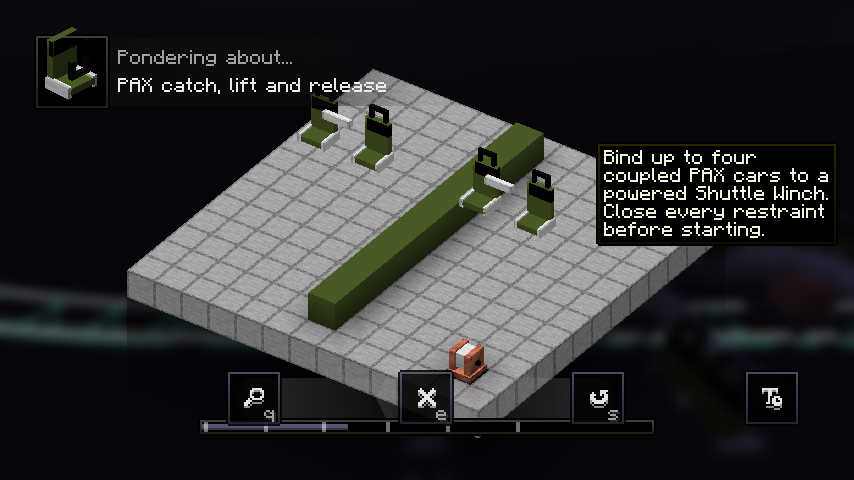 Pondering about...
PAX catch, lift and release
Bind up to four
coupled PAX cars to a
powered Shuttle Winch.
Close every restraint
before starting.
q
e
s
T